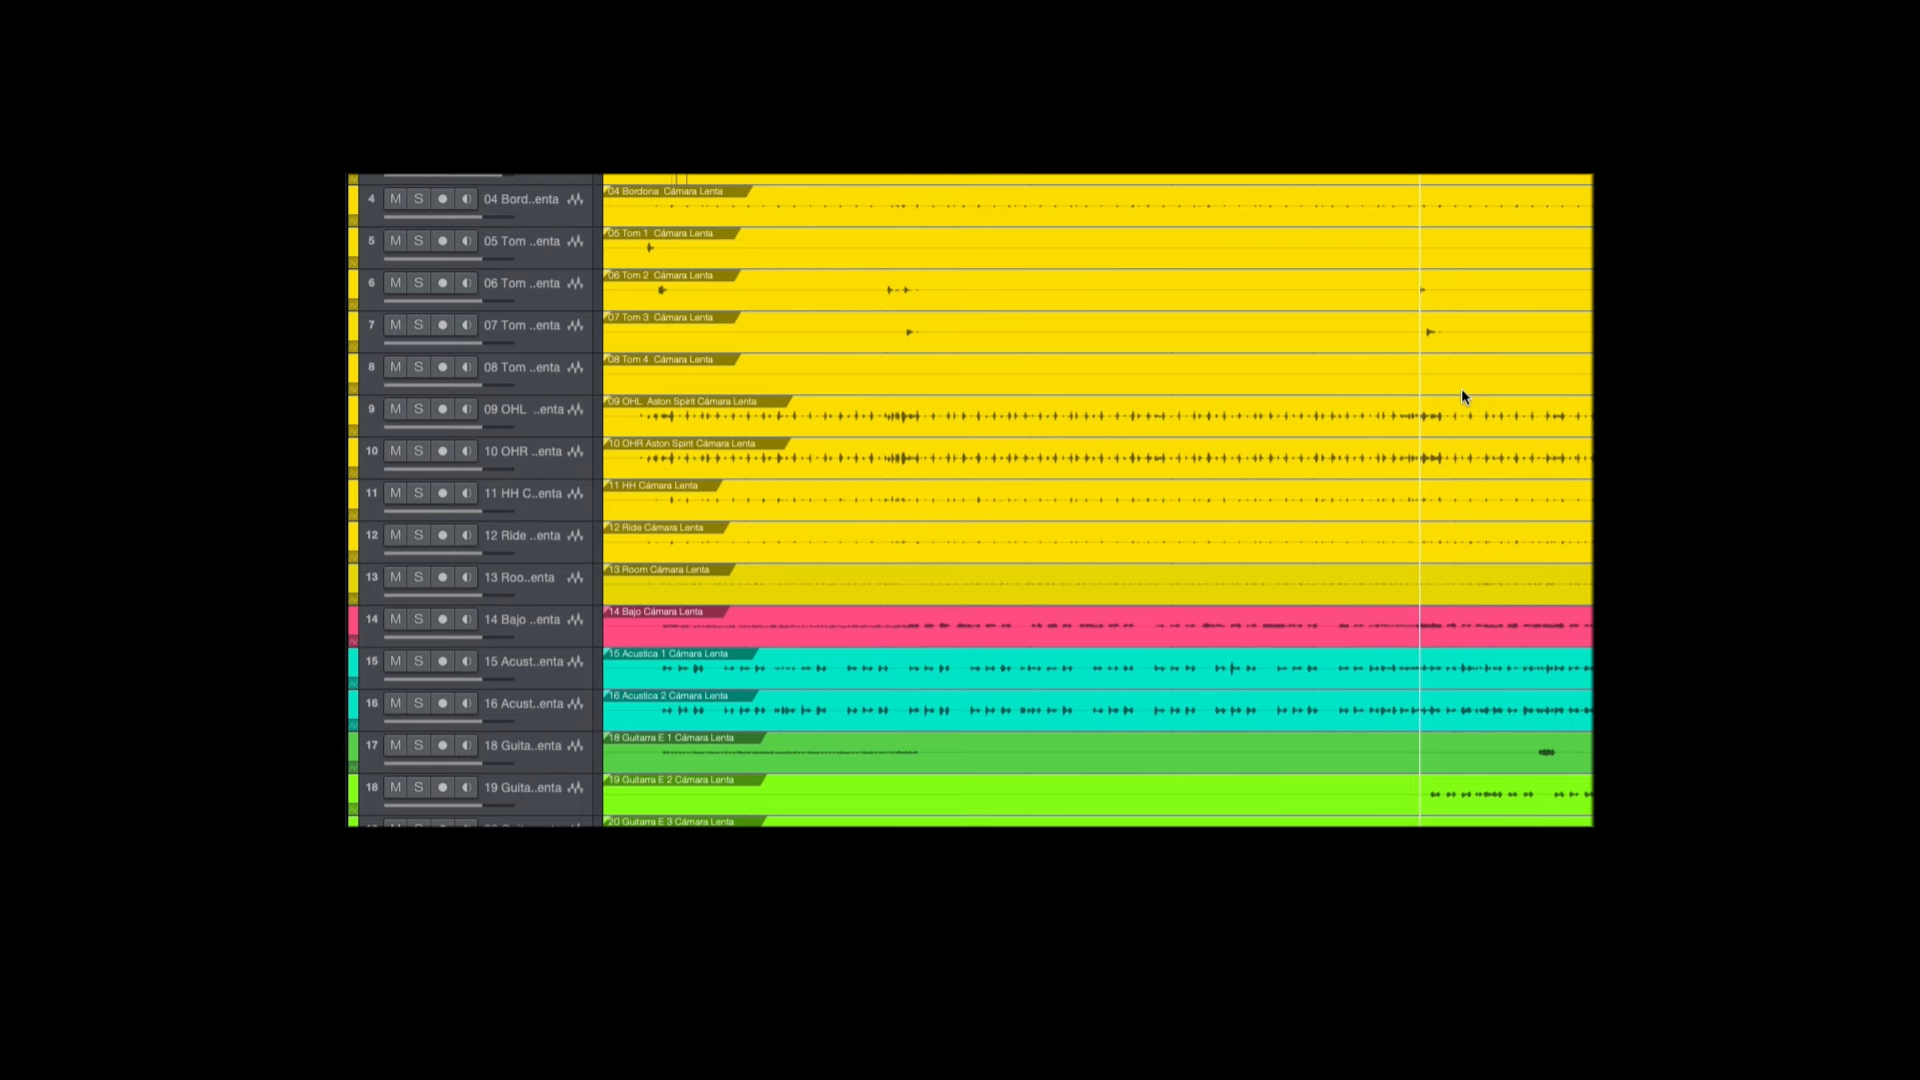 4 M S 04 Bord..enta 04 Bordona Cámara Lenta
5 M S 05 Tom ..enta 05 Tom 1 Cámara Lenta
6 M S 06 Tom ..enta 06 Tom 2 Cámara Lenta
7 M S 07 Tom ..enta 07 Tom 3 Cámara Lenta
8 M S 08 Tom ..enta 08 Tom 4 Cámara Lenta
9 M S 09 OHL ..enta 09 OHL Aston Spirit Cámara Lenta
10 M S 10 OHR ..enta 10 OHR Aston Spirit Cámara Lenta
11 M S 11 HH C..enta 11 HH Cámara Lenta
12 M S 12 Ride ..enta 12 Ride Cámara Lenta
13 M S 13 Roo..enta 13 Room Cámara Lenta
14 M S 14 Bajo ..enta 14 Bajo Cámara Lenta
15 M S 15 Acust..enta 15 Acustica 1 Cámara Lenta
16 M S 16 Acust..enta 16 Acustica 2 Cámara Lenta
17 M S 18 Guita..enta 18 Guitarra E 1 Cámara Lenta
18 M S 19 Guita..enta 19 Guitarra E 2 Cámara Lenta
20 Guitarra E 3 Cámara Lenta